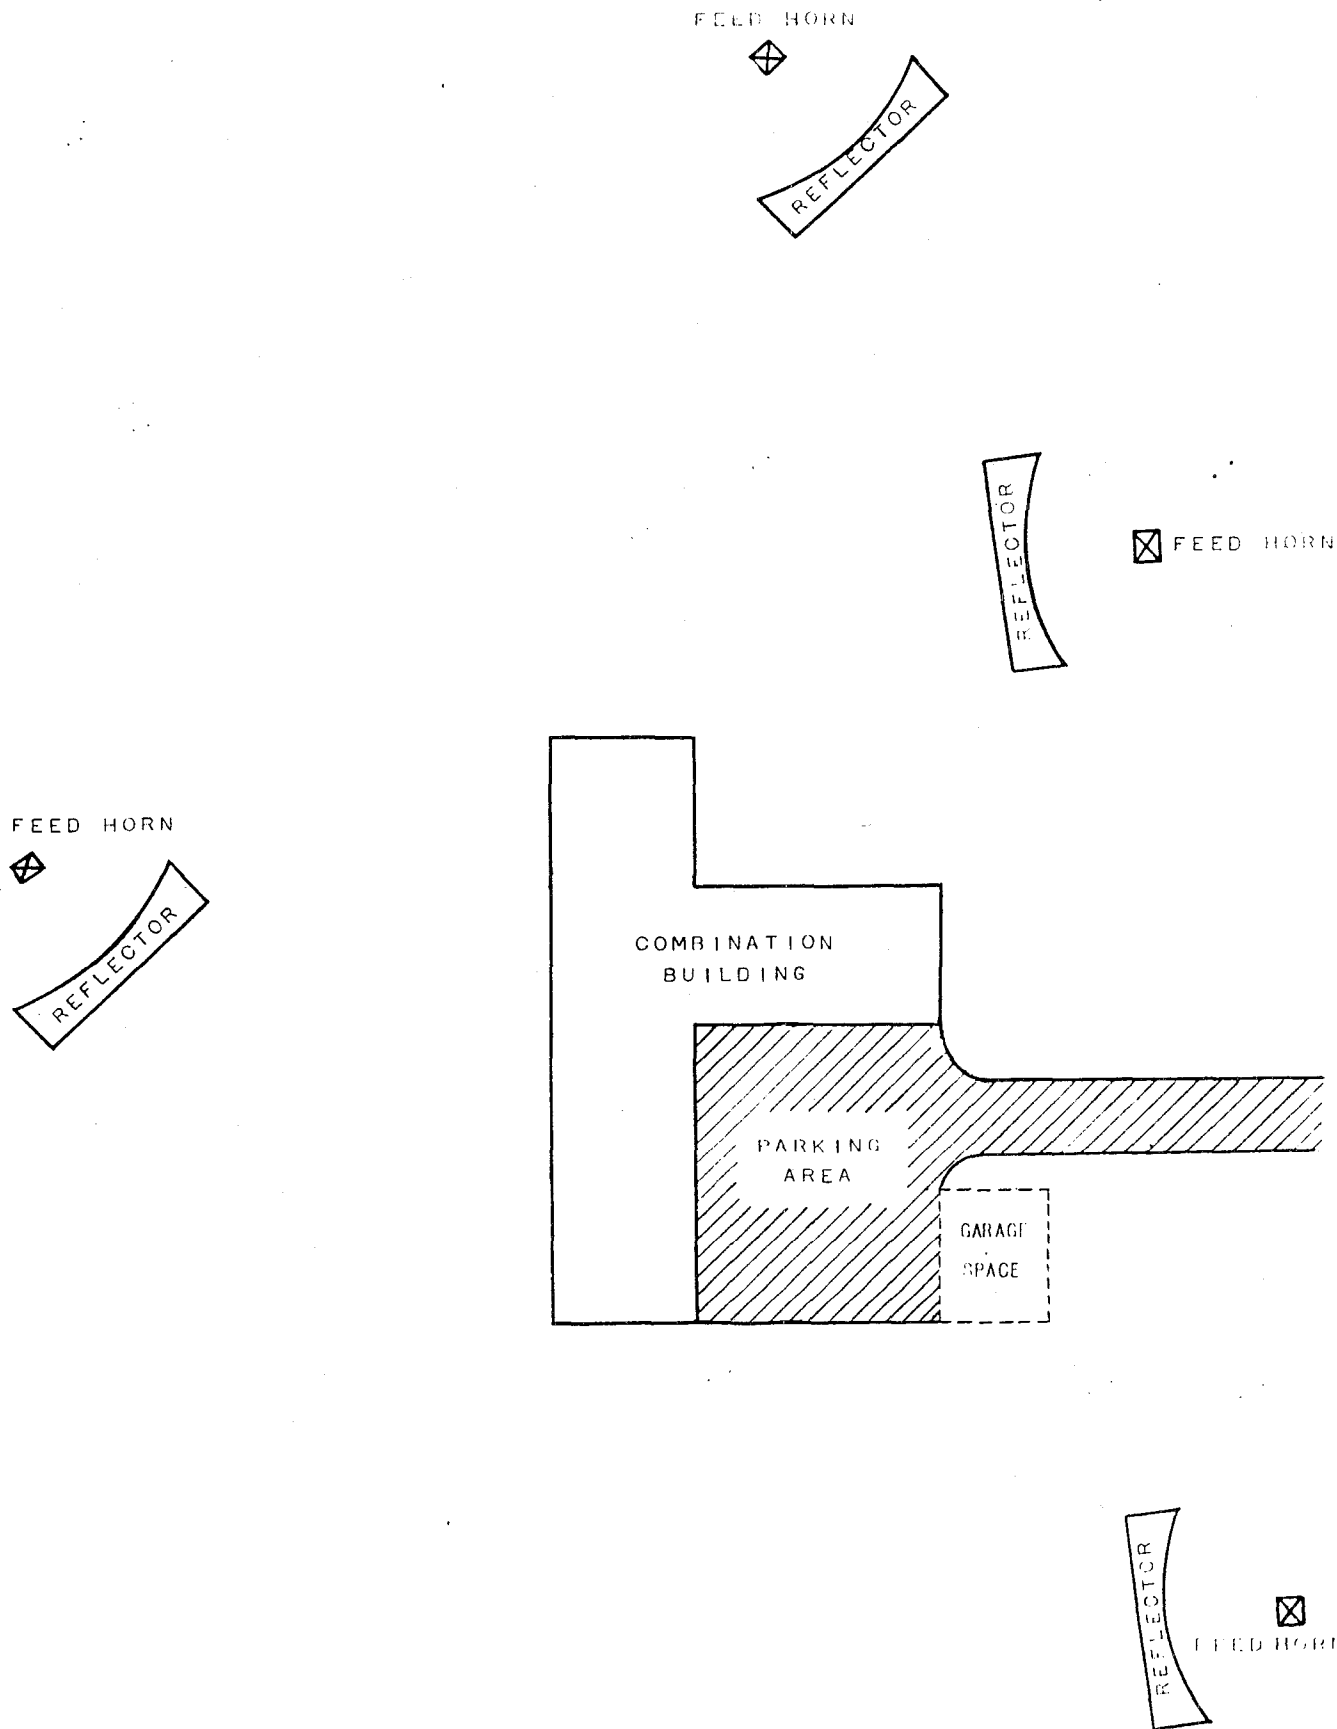 FEED HORN
REFLECTOR
REFLECTOR
FEED HORN
FEED HORN
REFLECTOR
COMBINATION
BUILDING
PARKING
AREA
GARAGE
SPACE
REFLECTOR
FEED HORN